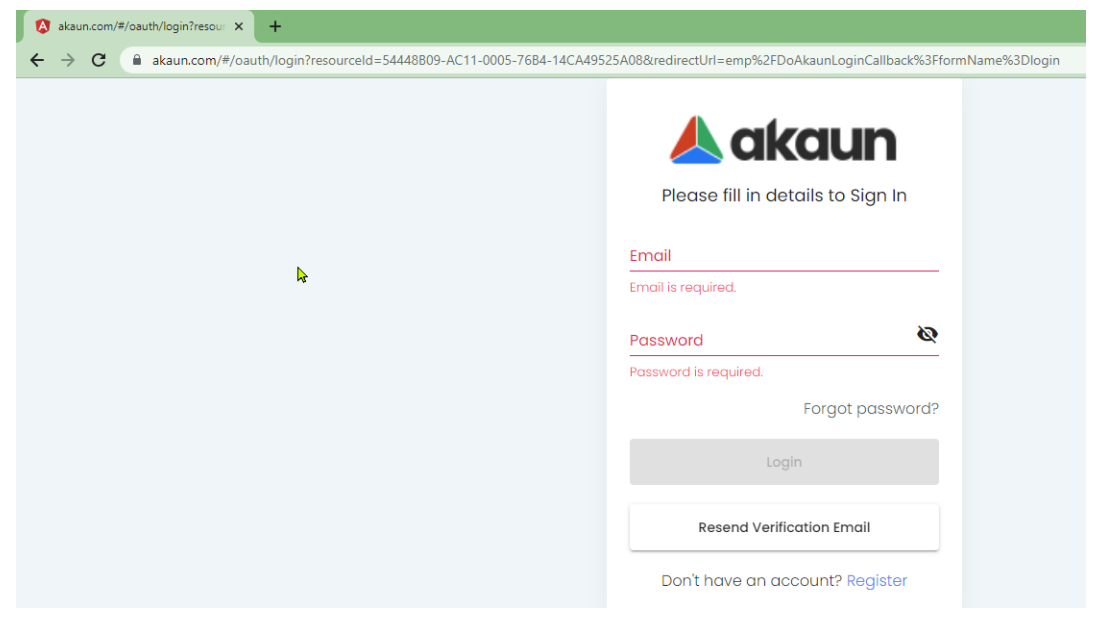 akaun.com/#/oauth/login?resour
akaun.com/#/oauth/login?resourceId=54448B09-AC11-0005-76B4-14CA49525A08&redirectUrl=emp%2FDoAkaunLoginCallback%3FformName%3Dlogin
akaun
Please fill in details to Sign In
Email
Email is required.
Password
Password is required.
Forgot password?
Login
Resend Verification Email
Don't have an account? Register